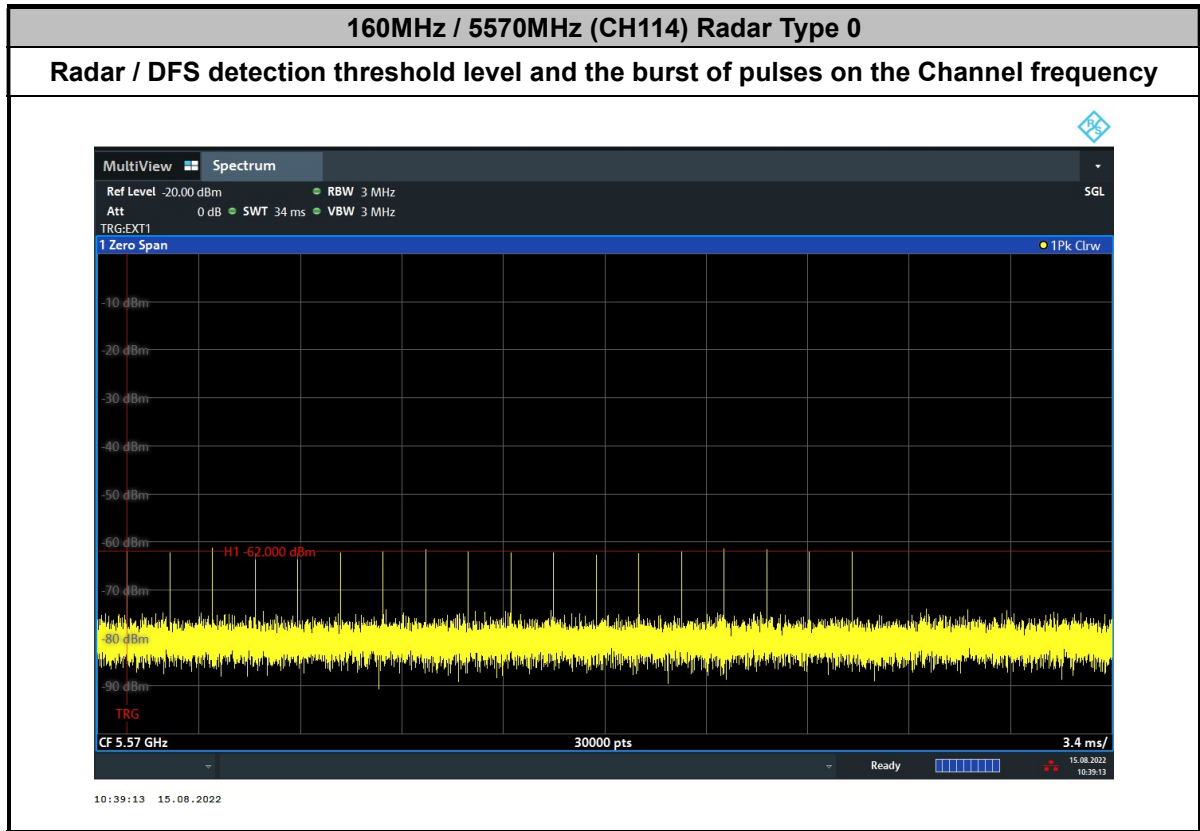 160MHz / 5570MHz (CH114) Radar Type 0
Radar / DFS detection threshold level and the burst of pulses on the Channel frequency
R&S
MultiView Spectrum
Ref Level -20.00 dBm RBW 3 MHz SGL
Att 0 dB SWT 34 ms VBW 3 MHz
TRG:EXT1
1 Zero Span 1Pk Clrw
-10 dBm
-20 dBm
-30 dBm
-40 dBm
-50 dBm
-60 dBm
H1 -62.000 dBm
-70 dBm
-80 dBm
-90 dBm
TRG
CF 5.57 GHz 30000 pts 3.4 ms/
Ready 15.08.2022
10:39:13
10:39:13 15.08.2022